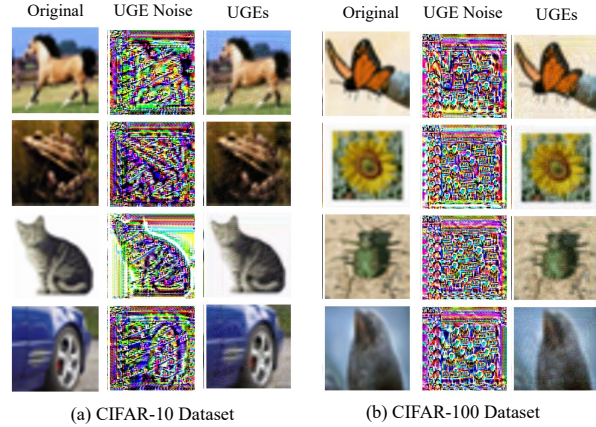 Original UGE Noise UGEs Original UGE Noise UGEs
(a) CIFAR-10 Dataset (b) CIFAR-100 Dataset